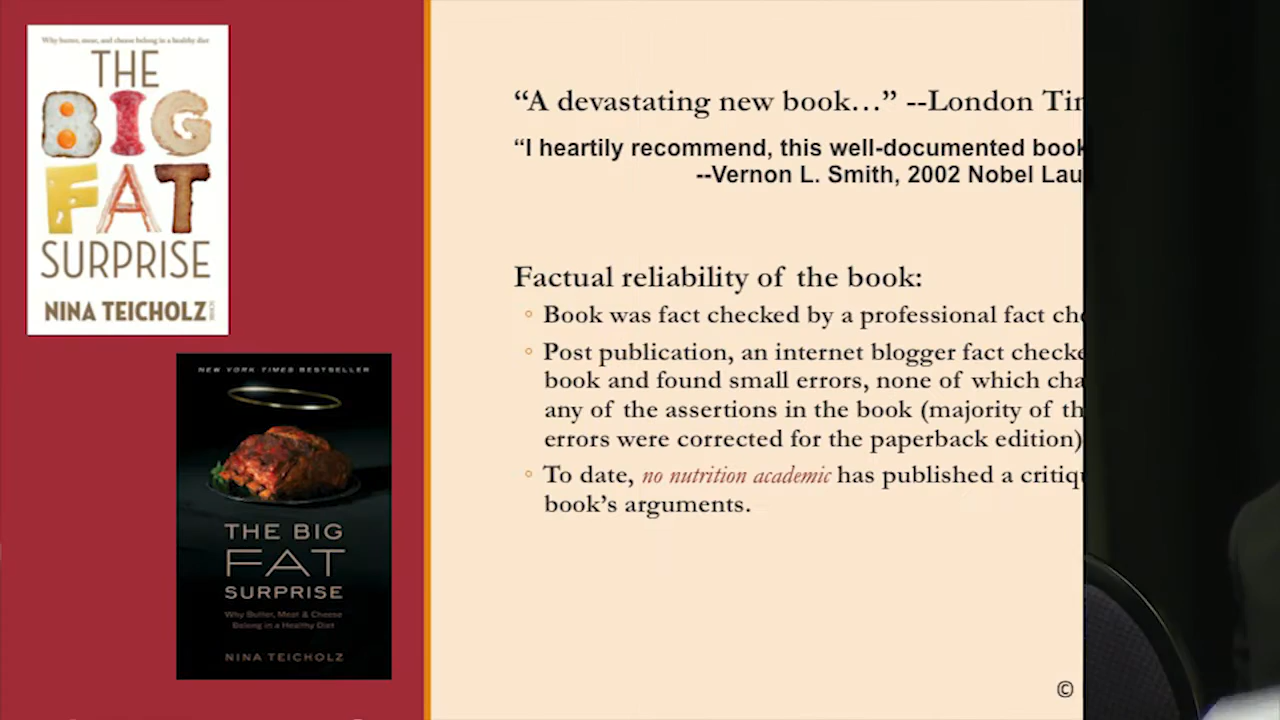 Why butter, meat, and cheese belong in a healthy diet
THE
BIG
FAT
SURPRISE
NINA TEICHOLZ
NEW YORK TIMES BESTSELLER
THE BIG
FAT
SURPRISE
Why Butter, Meat & Cheese
Belong in a Healthy Diet
NINA TEICHOLZ
“A devastating new book…” --London Tim
“I heartily recommend, this well-documented book
--Vernon L. Smith, 2002 Nobel Lau
Factual reliability of the book:
◦ Book was fact checked by a professional fact che
◦ Post publication, an internet blogger fact checke
book and found small errors, none of which cha
any of the assertions in the book (majority of th
errors were corrected for the paperback edition)
◦ To date, no nutrition academic has published a critiqu
book’s arguments.
©